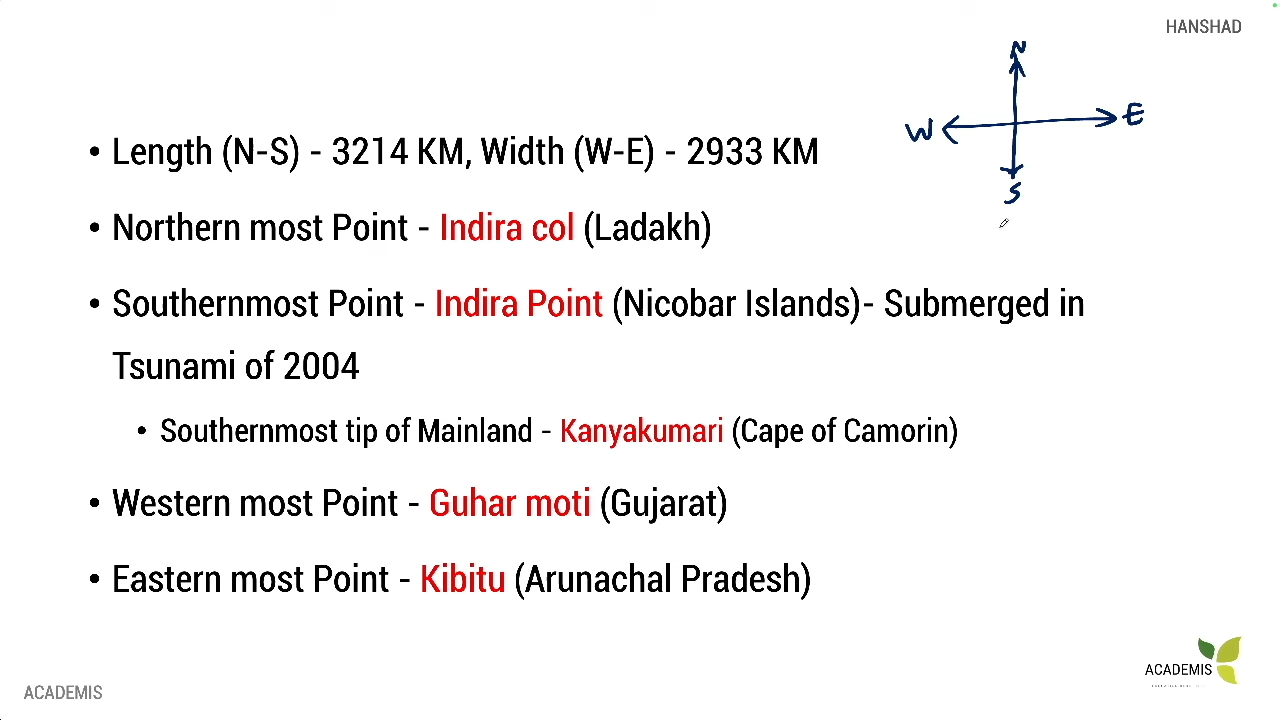 HANSHAD
N
W
E
S
• Length (N-S) - 3214 KM, Width (W-E) - 2933 KM
• Northern most Point - Indira col (Ladakh)
• Southernmost Point - Indira Point (Nicobar Islands)- Submerged in
Tsunami of 2004
• Southernmost tip of Mainland - Kanyakumari (Cape of Camorin)
• Western most Point - Guhar moti (Gujarat)
• Eastern most Point - Kibitu (Arunachal Pradesh)
ACADEMIS
ACADEMIS